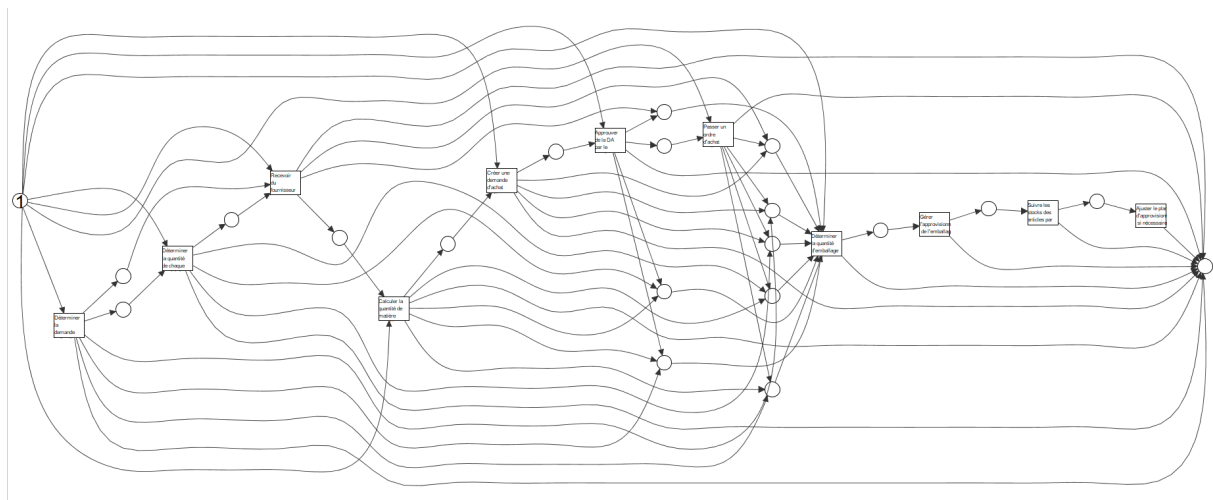 1
Déterminer
la
demande
Déterminer
la quantité
de chaque
Recevoir
du
fournisseur
Calculer la
quantité de
matière
Créer une
demande
d'achat
Approuver
de la DA
par la
Passer un
ordre
d'achat
Déterminer
la quantité
d'emballage
Gérer
l'approvisionn
de l'emballag
Suivre les
stocks des
articles par
Ajuster le plan
d'approvision
si nécessaire